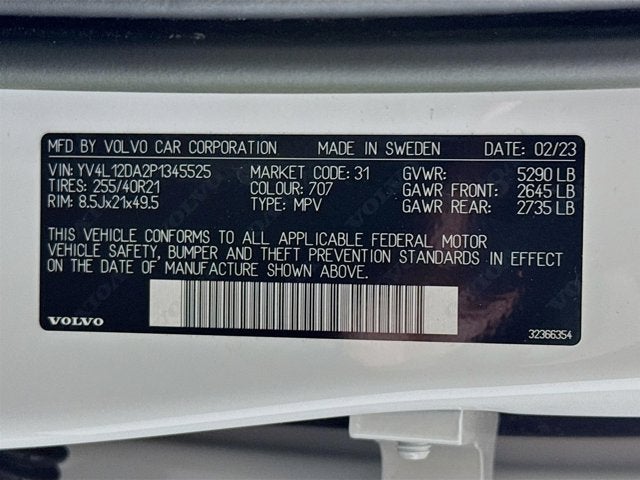 MFD BY VOLVO CAR CORPORATION MADE IN SWEDEN DATE: 02/23
VIN: YV4L12DA2P1345525 MARKET CODE: 31 GVWR: 5290 LB
TIRES: 255/40R21 COLOUR: 707 GAWR FRONT: 2645 LB
RIM: 8.5Jx21x49.5 TYPE: MPV GAWR REAR: 2735 LB
THIS VEHICLE CONFORMS TO ALL APPLICABLE FEDERAL MOTOR
VEHICLE SAFETY, BUMPER AND THEFT PREVENTION STANDARDS IN EFFECT
ON THE DATE OF MANUFACTURE SHOWN ABOVE.
VOLVO
32366354